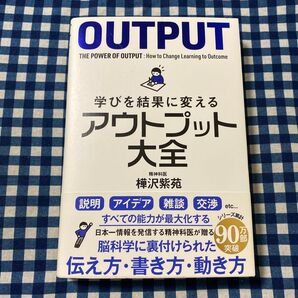 OUTPUT
THE POWER OF OUTPUT : How to Change Learning to Outcome
学びを結果に変える
アウトプット
大全
精神科医
樺沢紫苑
説明 アイデア 雑談 交渉 etc...
すべての能力が最大化する
日本一情報を発信する精神科医が贈る
脳科学に裏付けられた
伝え方・書き方・動き方
シリーズ累計
90万部
突破